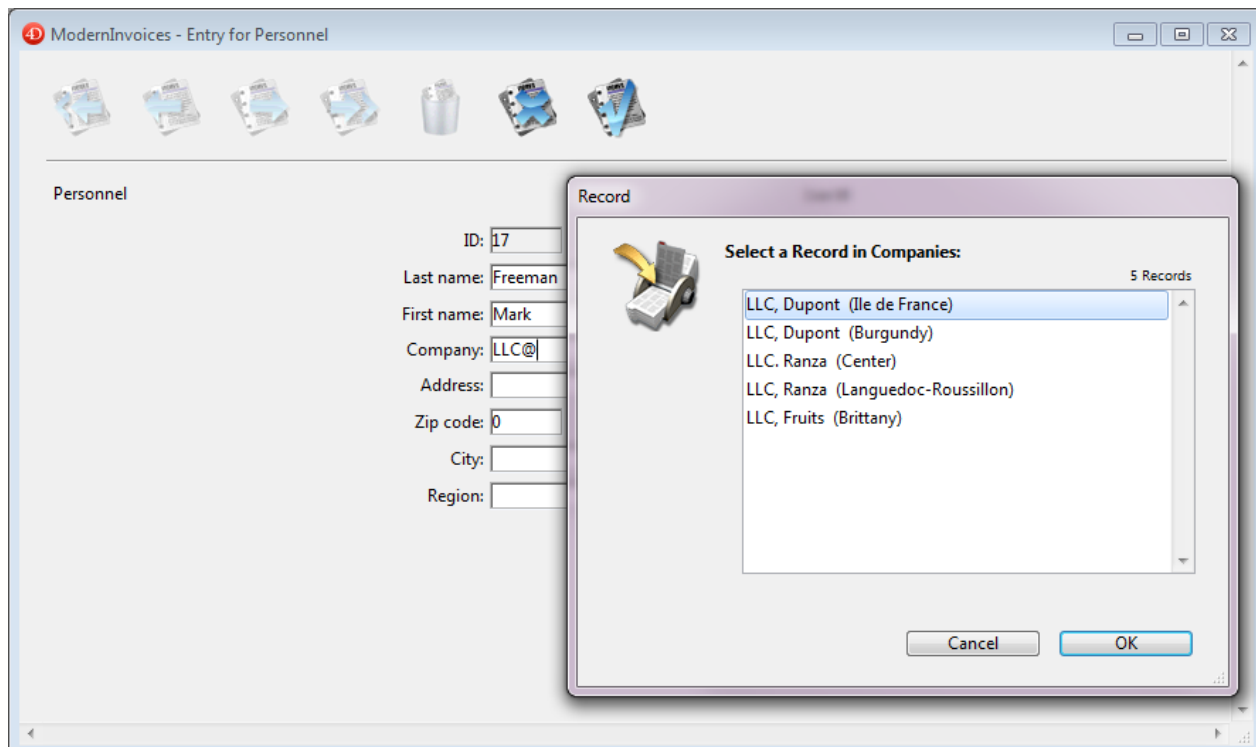 ModernInvoices - Entry for Personnel
Personnel
ID: 17
Last name: Freeman
First name: Mark
Company: LLC@
Address:
Zip code: 0
City:
Region:
Record
Select a Record in Companies:
5 Records
LLC, Dupont (Ile de France)
LLC, Dupont (Burgundy)
LLC. Ranza (Center)
LLC, Ranza (Languedoc-Roussillon)
LLC, Fruits (Brittany)
Cancel
OK